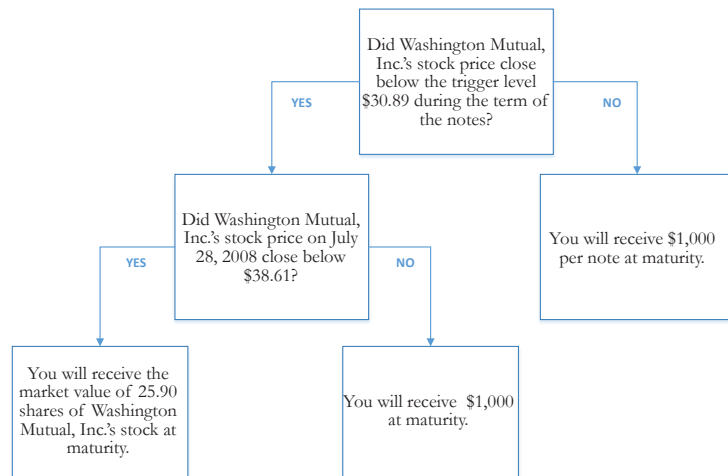 Did Washington Mutual,
Inc.'s stock price close
below the trigger level
$30.89 during the term of
the notes?
YES
NO
Did Washington Mutual,
Inc.'s stock price on July
28, 2008 close below
$38.61?
You will receive $1,000
per note at maturity.
YES
NO
You will receive the
market value of 25.90
shares of Washington
Mutual, Inc.'s stock at
maturity.
You will receive $1,000
at maturity.